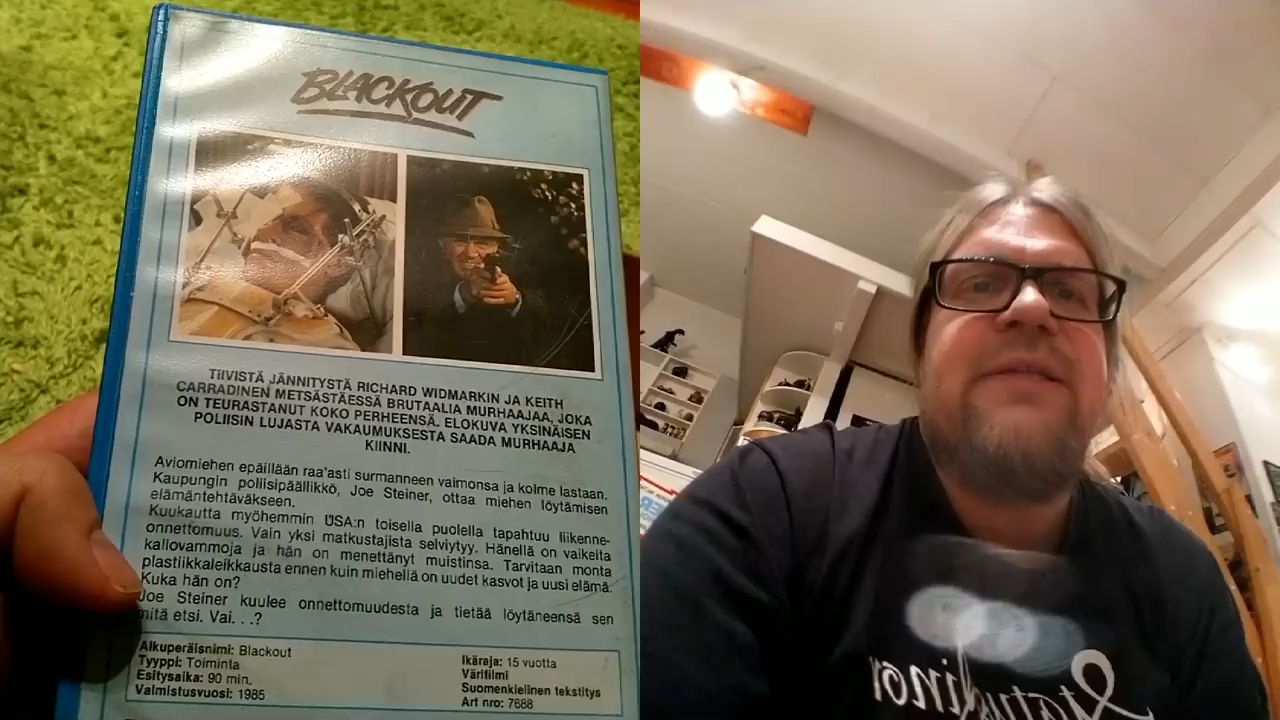 BLACKOUT
TIIVISTÄ JÄNNITYSTÄ RICHARD WIDMARKIN JA KEITH
CARRADINEN METSÄSTÄESSÄ BRUTAALIA MURHAAJAA, JOKA
ON TEURASTANUT KOKO PERHEENSÄ. ELOKUVA YKSINÄISEN
POLIISIN LUJASTA VAKAUMUKSESTA SAADA MURHAAJA
KIINNI.
Aviomiehen epäillään raa'asti surmanneen vaimonsa ja kolme lastaan.
Kaupungin poliisipäällikkö, Joe Steiner, ottaa miehen löytämisen
elämäntehtäväkseen.
Kuukautta myöhemmin USA:n toisella puolella tapahtuu liikenne-
onnettomuus. Vain yksi matkustajista selviytyy. Hänellä on vaikeita
kallovammoja ja hän on menettänyt muistinsa. Tarvitaan monta
plastiikkaleikkausta ennen kuin miehellä on uudet kasvot ja uusi elämä.
Kuka hän on?
Joe Steiner kuulee onnettomuudesta ja tietää löytäneensä sen
mitä etsi. Vai. . .?
Alkuperäisnimi: Blackout
Tyyppi: Toiminta
Esitysaika: 90 min.
Valmistusvuosi: 1985
Ikäraja: 15 vuotta
Värifilmi
Suomenkielinen tekstitys
Art nro: 7688